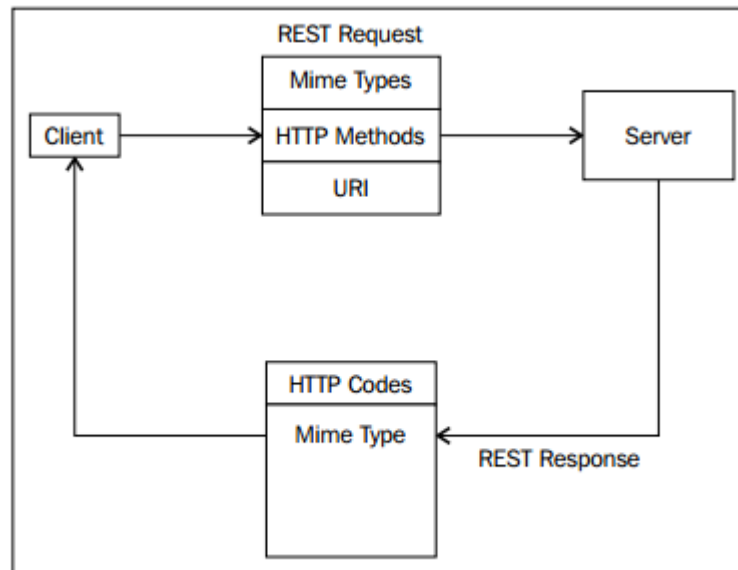 REST Request
Mime Types
Client
HTTP Methods
Server
URI
HTTP Codes
Mime Type
REST Response